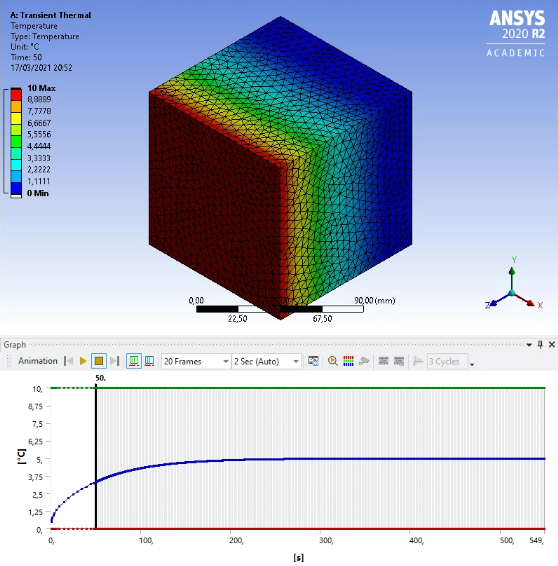 A: Transient Thermal
Temperature
Type: Temperature
Unit: °C
Time: 50
17/03/2021 20:52
10 Max
8,8889
7,7778
6,6667
5,5556
4,4444
3,3333
2,2222
1,1111
0 Min
ANSYS
2020 R2
ACADEMIC
0,00 90,00 (mm)
22,50 67,50
Y
Z X
Graph
Animation 20 Frames 2 Sec (Auto) 3 Cycles
50,
10,
8,75
7,5
6,25
5,
3,75
2,5
1,25
0,
[°C]
0, 100, 200, 300, 400, 500, 549,
[s]